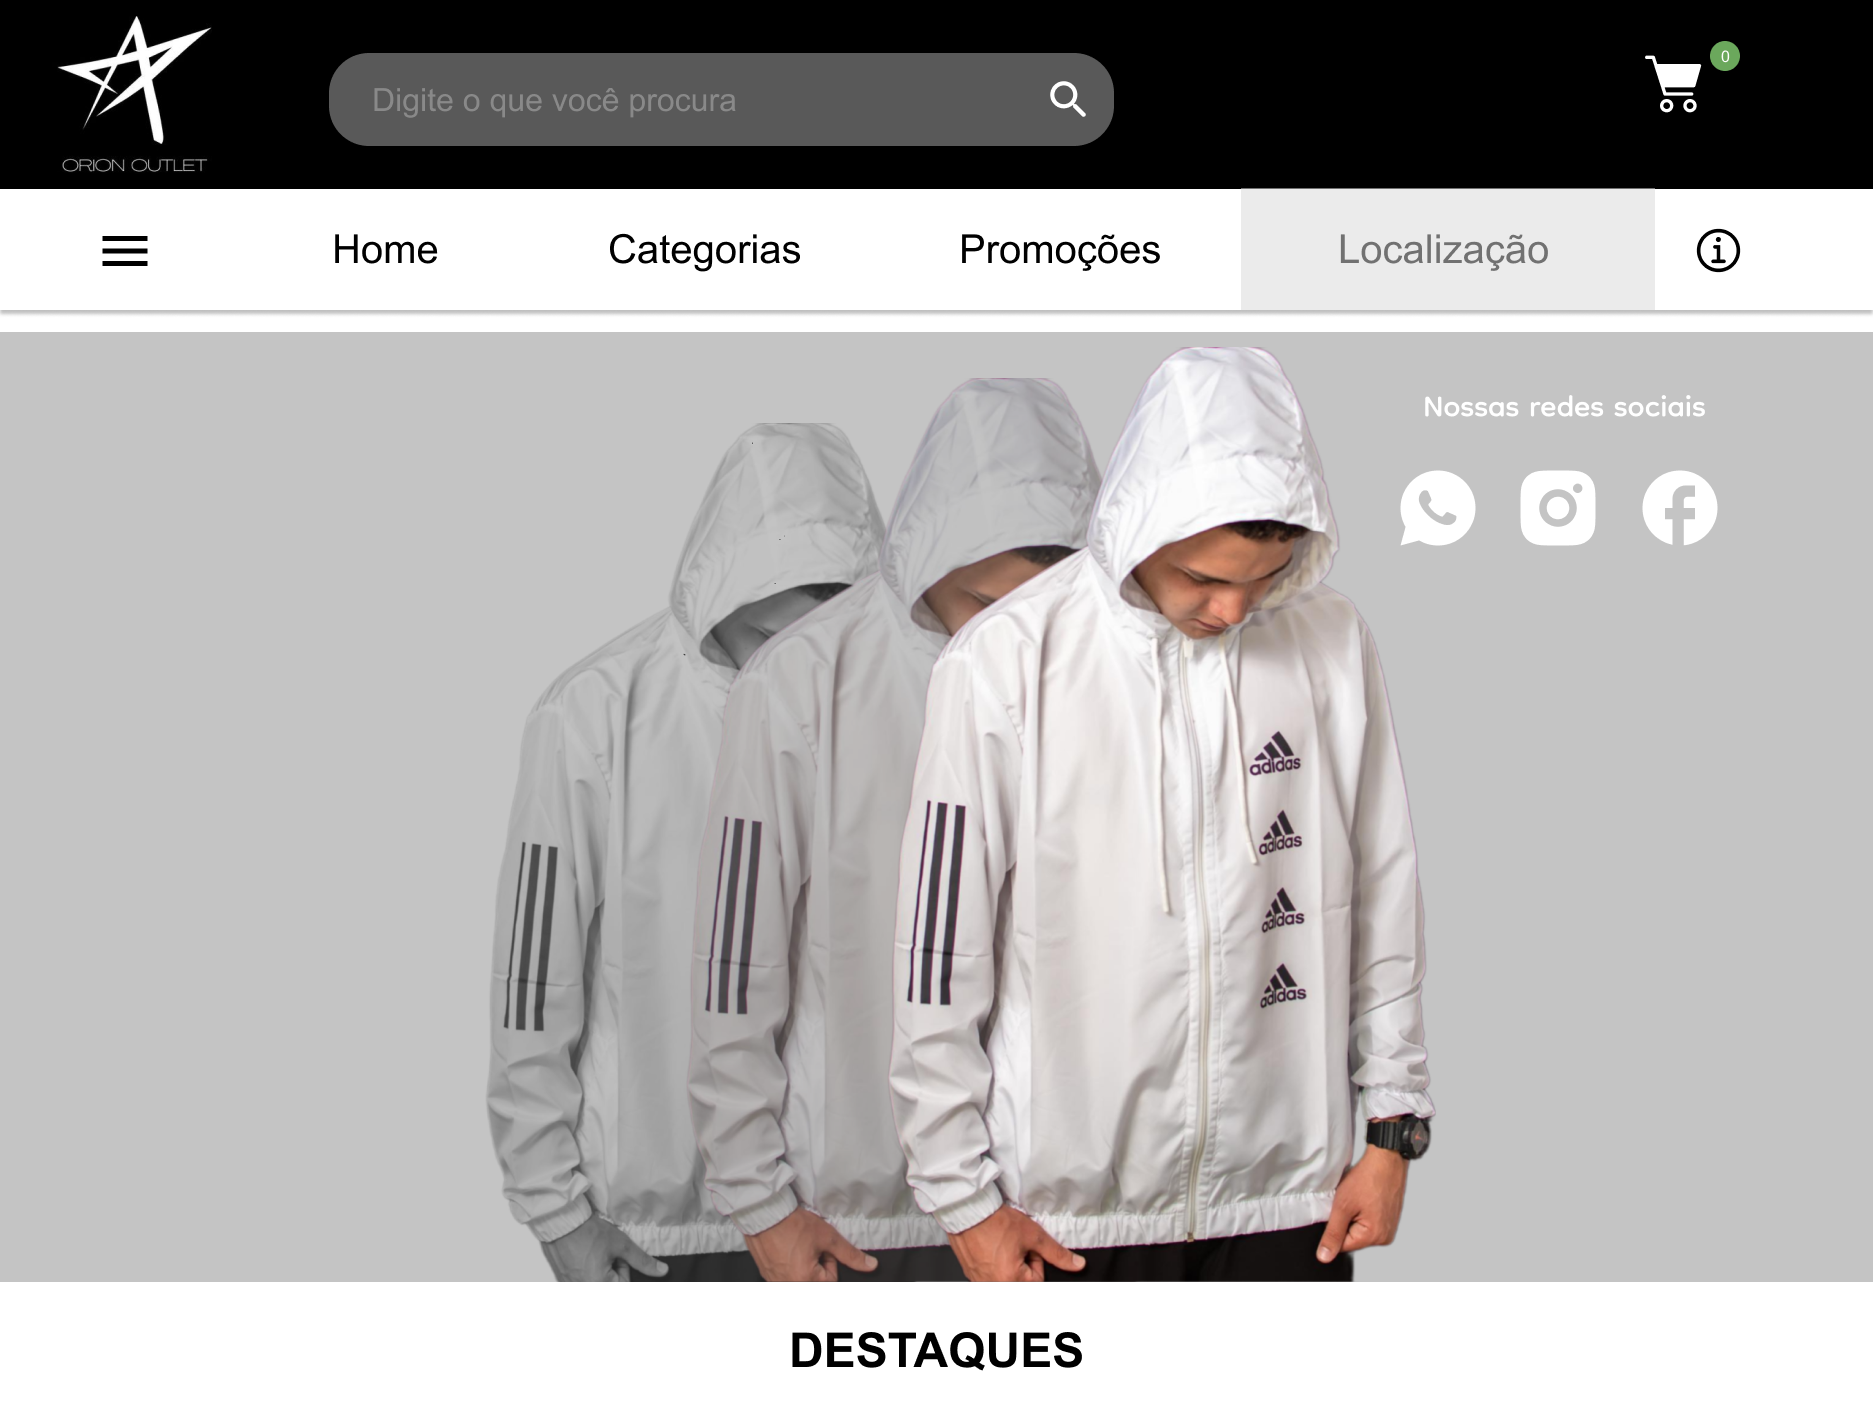 ORION OUTLET
Digite o que você procura
0
Home
Categorias
Promoções
Localização
Nossas redes sociais
adidas
adidas
adidas
adidas
DESTAQUES